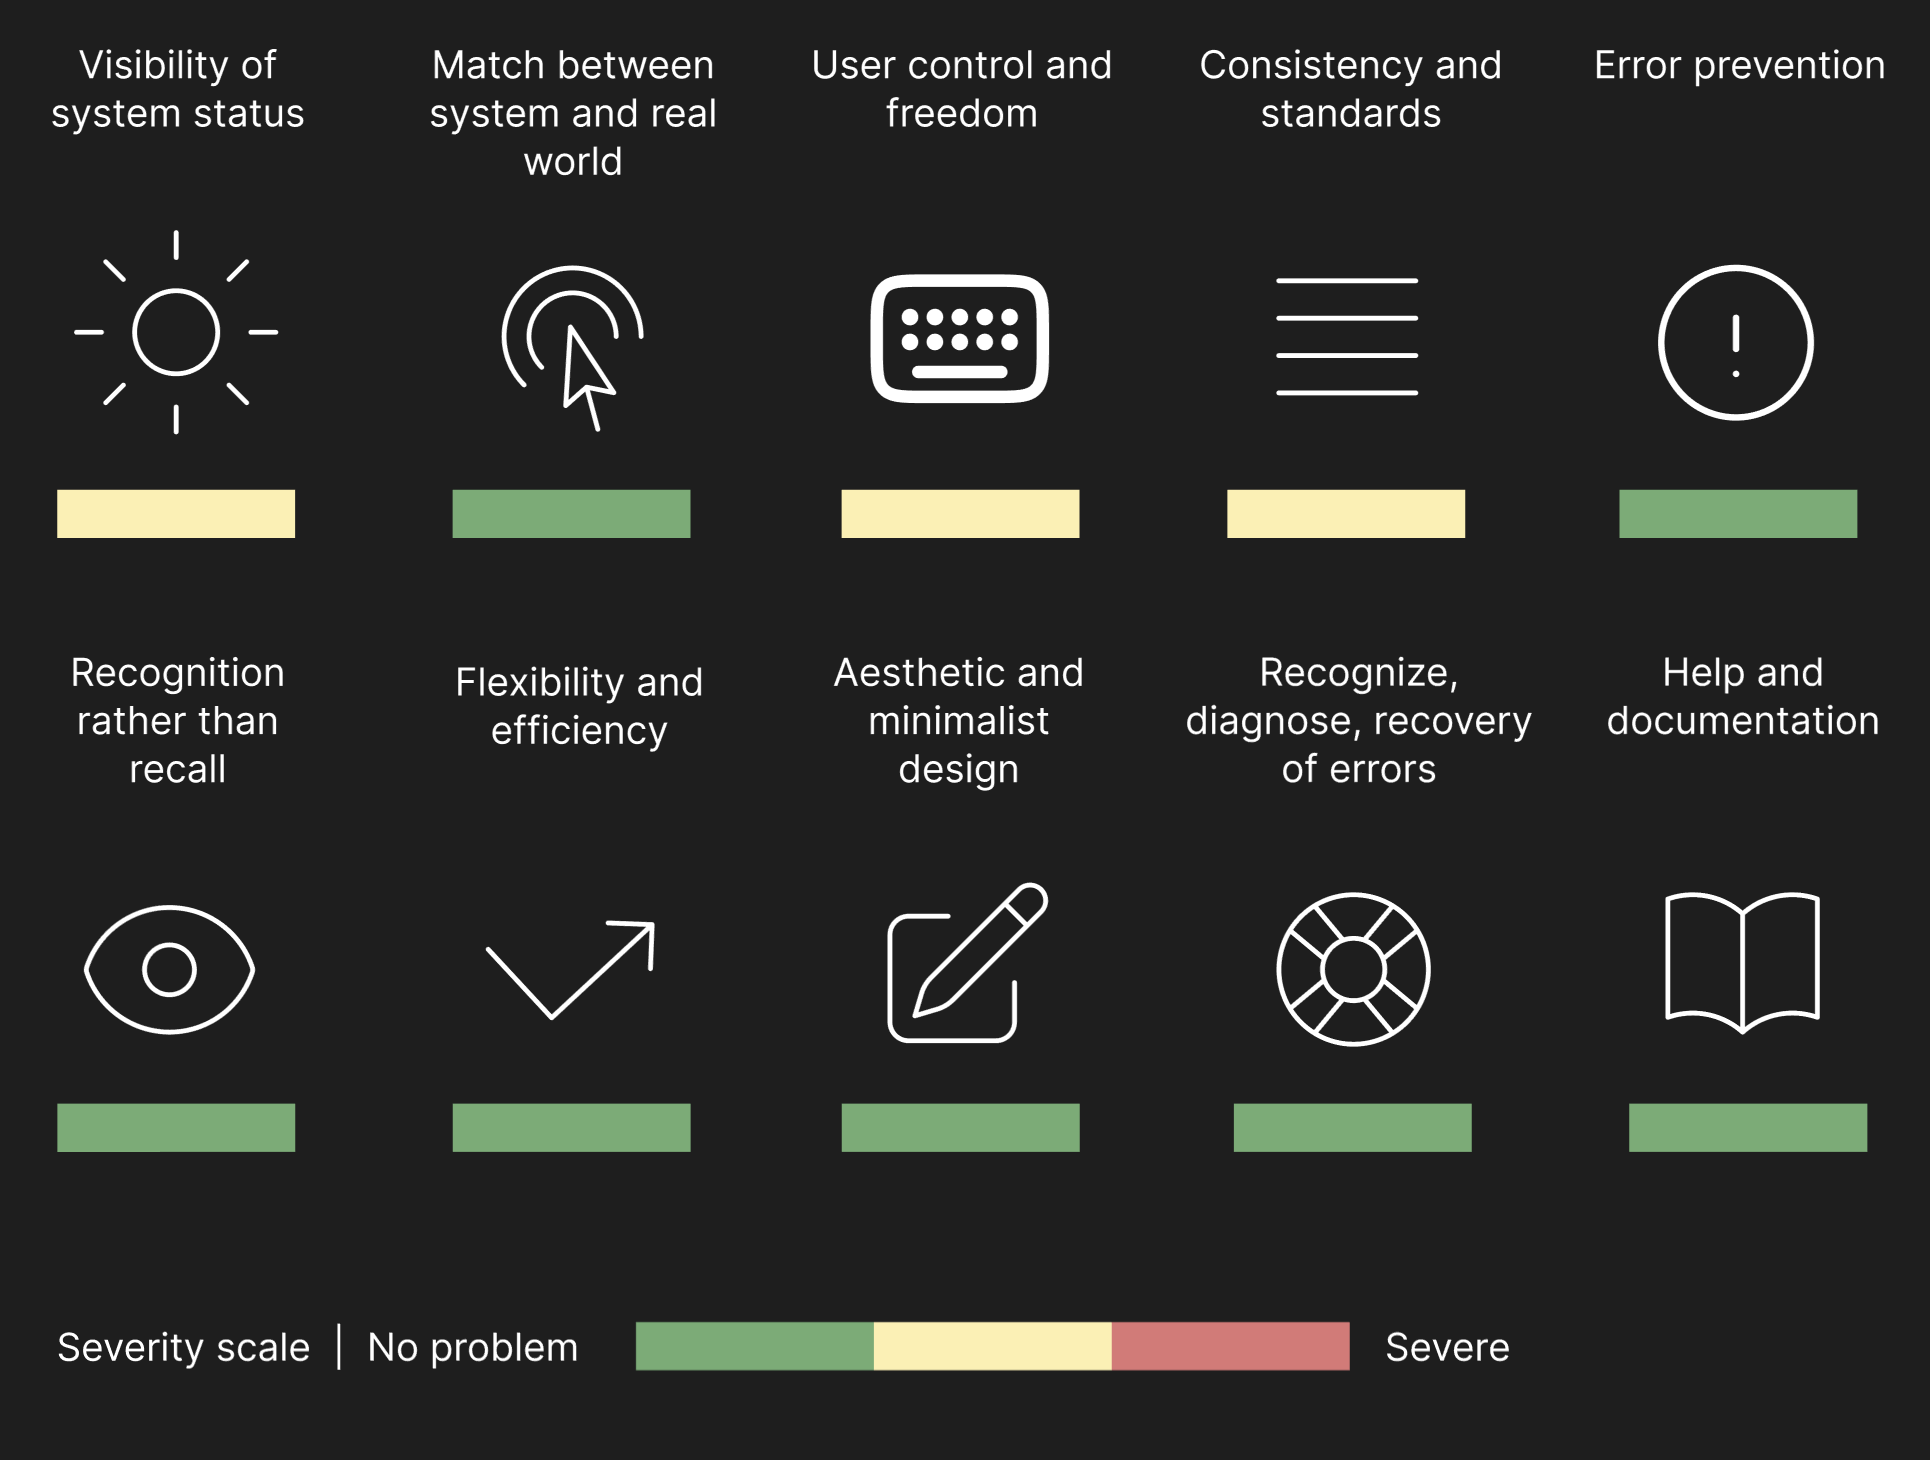 Visibility of
system status
Match between
system and real
world
User control and
freedom
Consistency and
standards
Error prevention
Recognition
rather than
recall
Flexibility and
efficiency
Aesthetic and
minimalist
design
Recognize,
diagnose, recovery
of errors
Help and
documentation
Severity scale | No problem
Severe